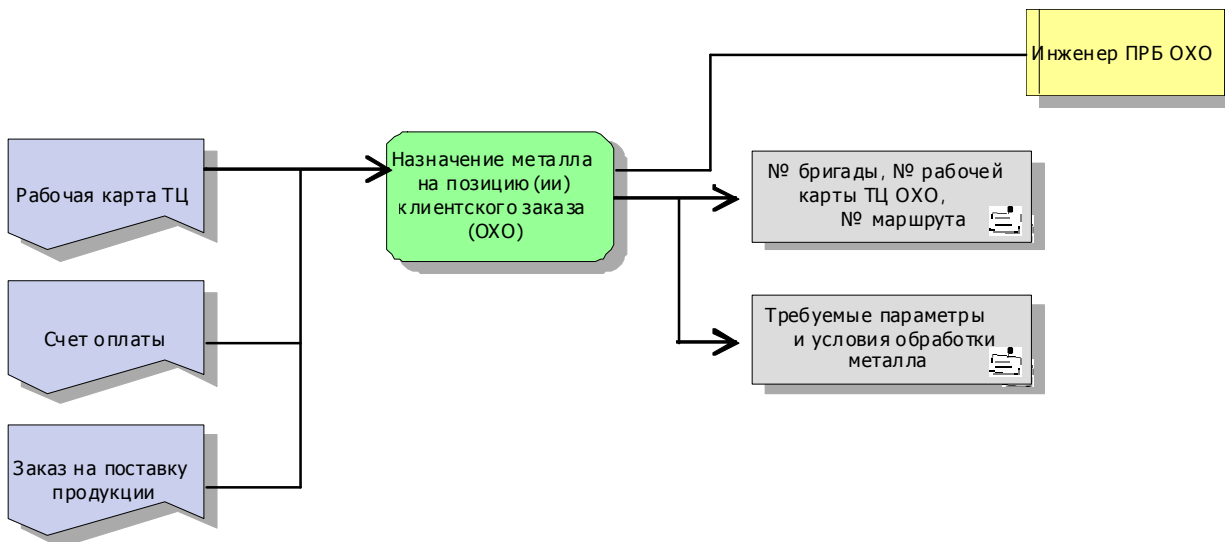 Инженер ПРБ ОХО
Рабочая карта ТЦ
Назначение металла
на позицию (ии)
клиентского заказа
(ОХО)
№ бригады, № рабочей
карты ТЦ ОХО,
№ маршрута
Счет оплаты
Требуемые параметры
и условия обработки
металла
Заказ на поставку
продукции